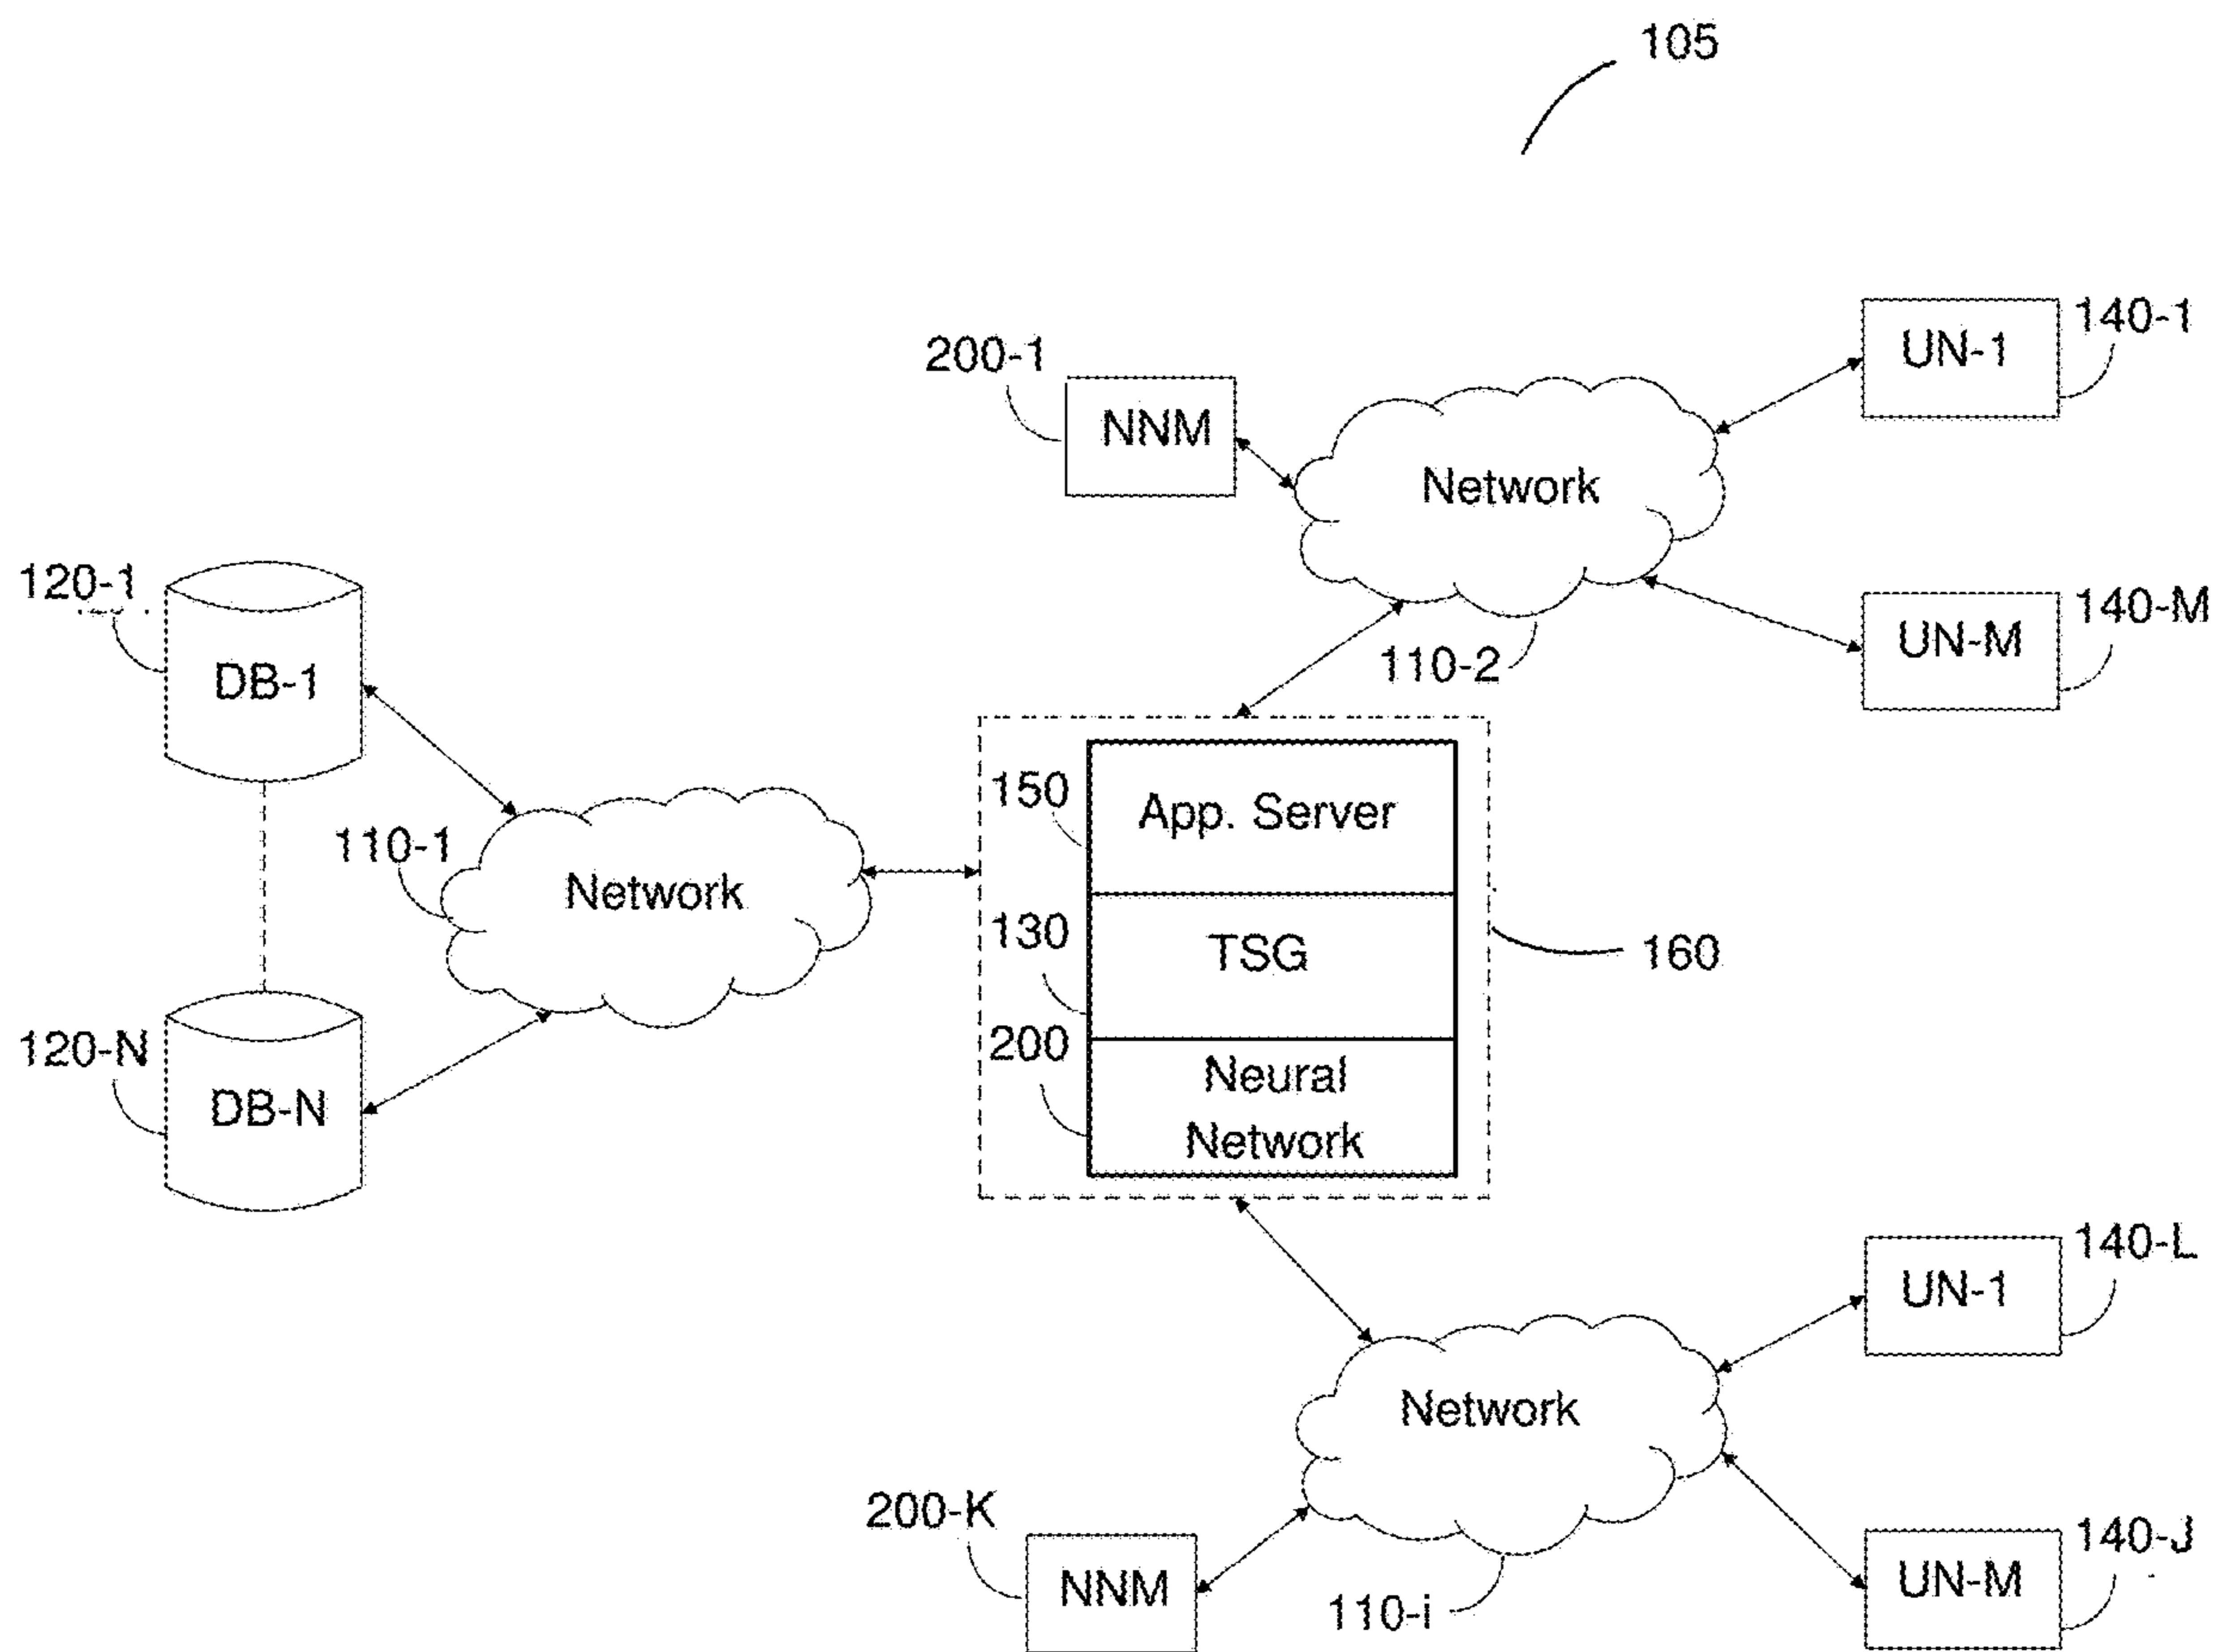 105
140-1
UN-1
200-1
NNM
Network
120-1
140-M
UN-M
110-2
DB-1
150
App. Server
110-1
Network
130
TSG
160
120-N
200
Neural
Network
DB-N
140-L
UN-1
Network
200-K
140-J
NNM
UN-M
110-i